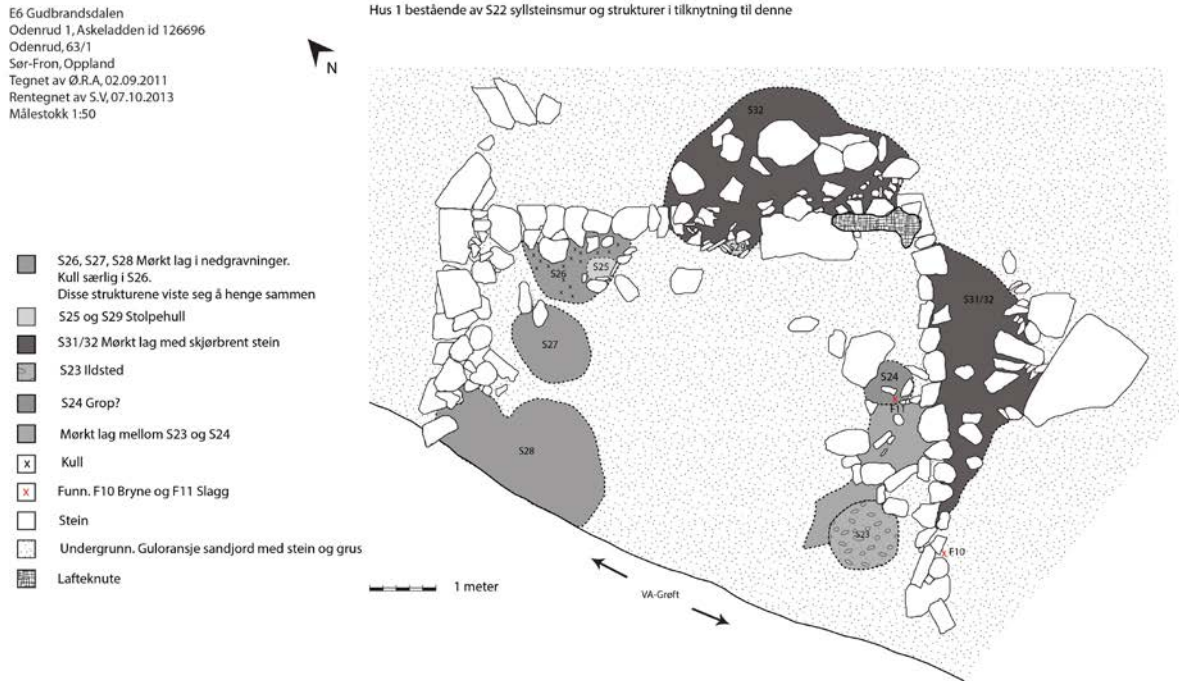 E6 Gudbrandsdalen
Odenrud 1, Askeladden id 126696
Odenrud, 63/1
Sør-Fron, Oppland
Tegnet av Ø.R.A, 02.09.2011
Rentegnet av S.V, 07.10.2013
Målestokk 1:50
Hus 1 bestående av S22 syllsteinsmur og strukturer i tilknytning til denne
N
S26, S27, S28 Mørkt lag i nedgravninger.
Kull særlig i S26.
Disse strukturene viste seg å henge sammen
S25 og S29 Stolpehull
S31/32 Mørkt lag med skjørbrent stein
S23 Ildsted
S24 Grop?
Mørkt lag mellom S23 og S24
x Kull
x Funn. F10 Bryne og F11 Slagg
Stein
Undergrunn. Guloransje sandjord med stein og grus
Lafteknute
S32
S29
S26
S25
S31/32
S27
S24
F11
S28
S23
x F10
1 meter
VA-Grøft